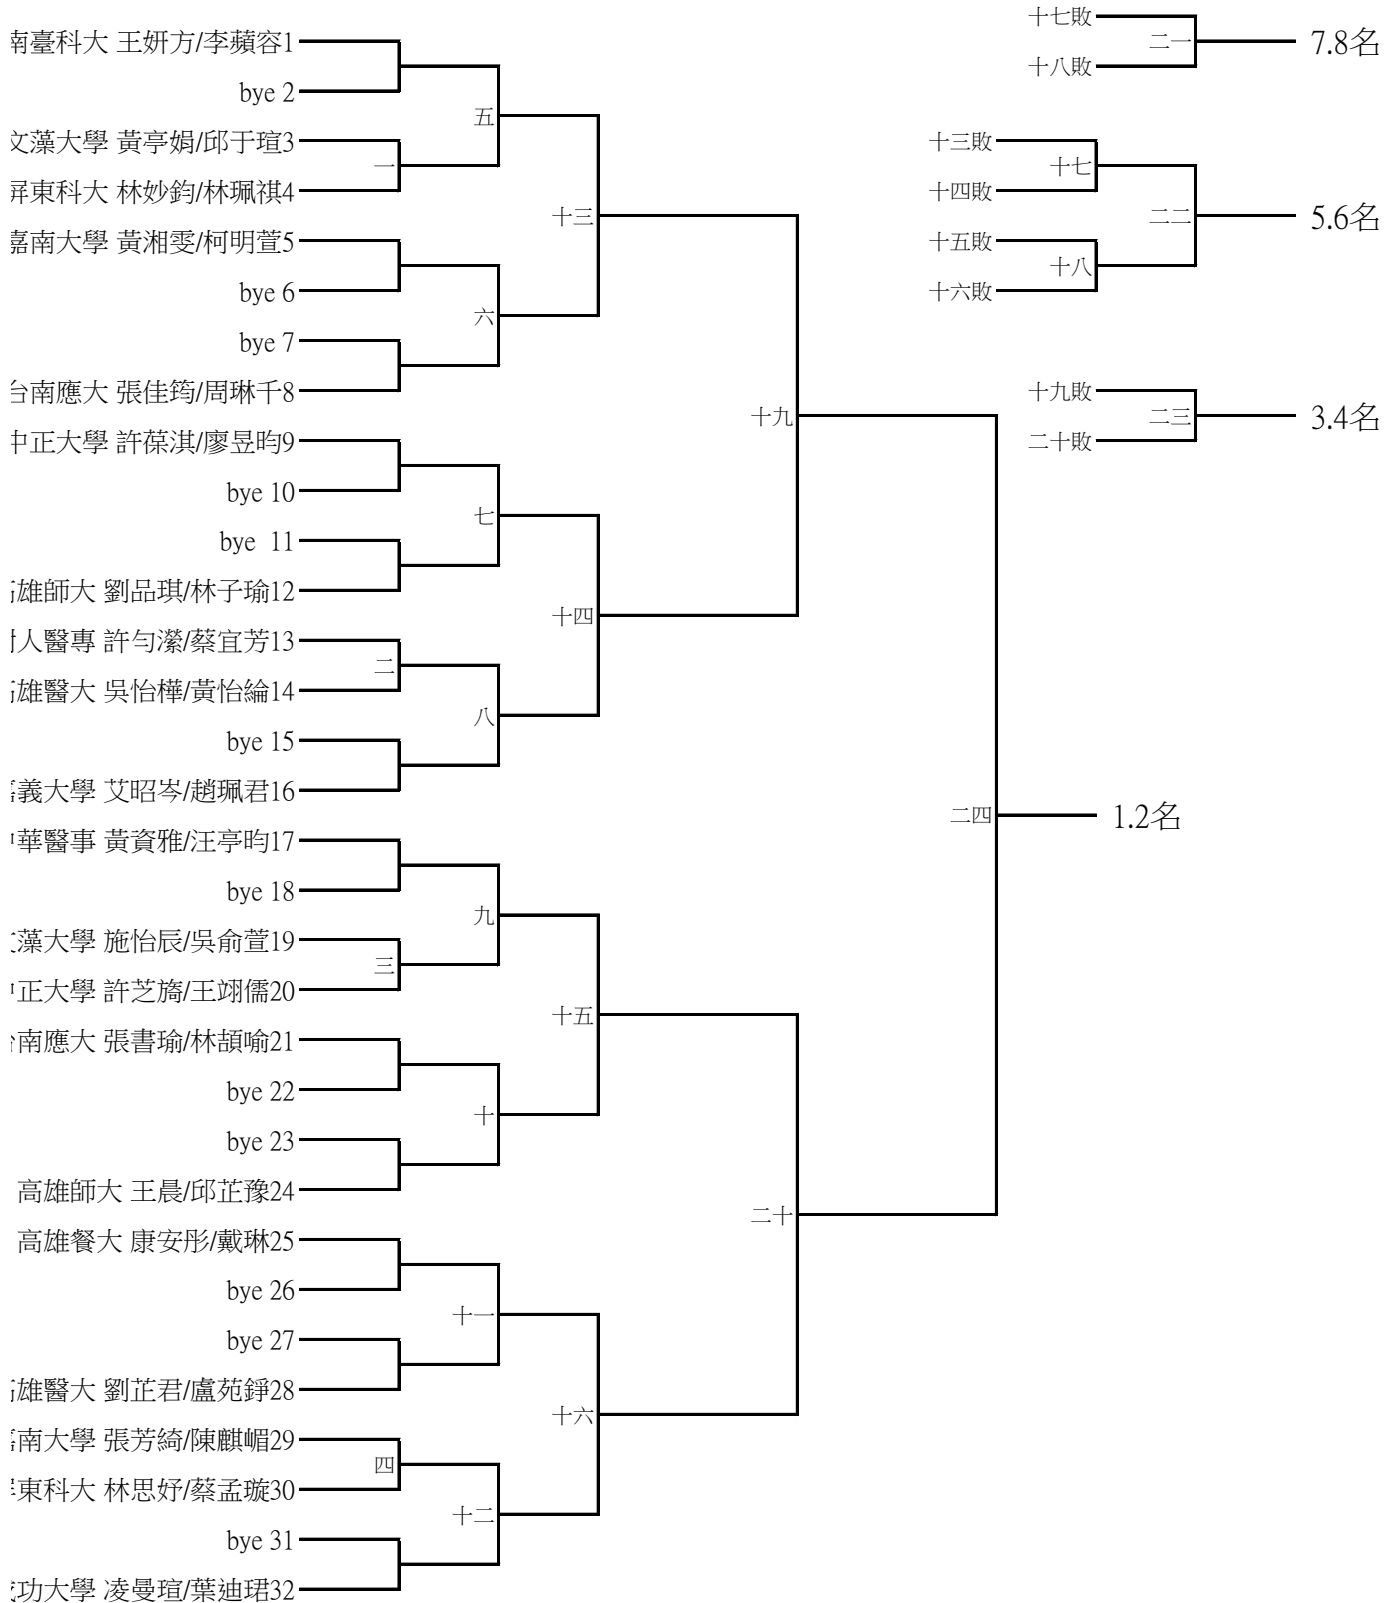 南臺科大 王妍方/李蘋容1
bye 2
文藻大學 黃亭娟/邱于瑄3
屏東科大 林妙鈞/林珮祺4
嘉南大學 黃湘雯/柯明萱5
bye 6
bye 7
台南應大 張佳筠/周琳千8
中正大學 許葆淇/廖昱昀9
bye 10
bye 11
雄師大 劉品琪/林子瑜12
人醫專 許勻瀠/蔡宜芳13
雄醫大 吳怡樺/黃怡綸14
bye 15
義大學 艾昭岑/趙珮君16
華醫事 黃資雅/汪亭昀17
bye 18
藻大學 施怡辰/吳俞萱19
正大學 許芝旖/王翊儒20
南應大 張書瑜/林頡喻21
bye 22
bye 23
高雄師大 王晨/邱芷豫24
高雄餐大 康安彤/戴琳25
bye 26
bye 27
雄醫大 劉芷君/盧苑錚28
南大學 張芳綺/陳麒嵋29
東科大 林思妤/蔡孟璇30
bye 31
功大學 凌曼瑄/葉迪珺32
一
二
三
四
五
六
七
八
九
十
十一
十二
十三
十四
十五
十六
十九
二十
二四
1.2名
十七敗
十八敗
二一
7.8名
十三敗
十四敗
十七
十五敗
十六敗
十八
二二
5.6名
十九敗
二十敗
二三
3.4名